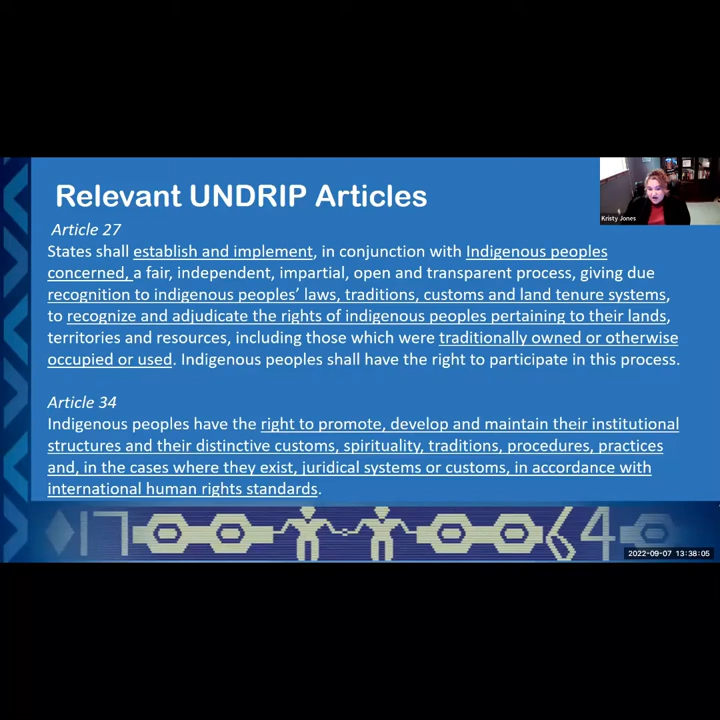 Relevant UNDRIP Articles
Kristy Jones
Article 27
States shall establish and implement, in conjunction with Indigenous peoples
concerned, a fair, independent, impartial, open and transparent process, giving due
recognition to indigenous peoples' laws, traditions, customs and land tenure systems,
to recognize and adjudicate the rights of indigenous peoples pertaining to their lands,
territories and resources, including those which were traditionally owned or otherwise
occupied or used. Indigenous peoples shall have the right to participate in this process.
Article 34
Indigenous peoples have the right to promote, develop and maintain their institutional
structures and their distinctive customs, spirituality, traditions, procedures, practices
and, in the cases where they exist, juridical systems or customs, in accordance with
international human rights standards.
17
64
2022-09-07 13:38:05